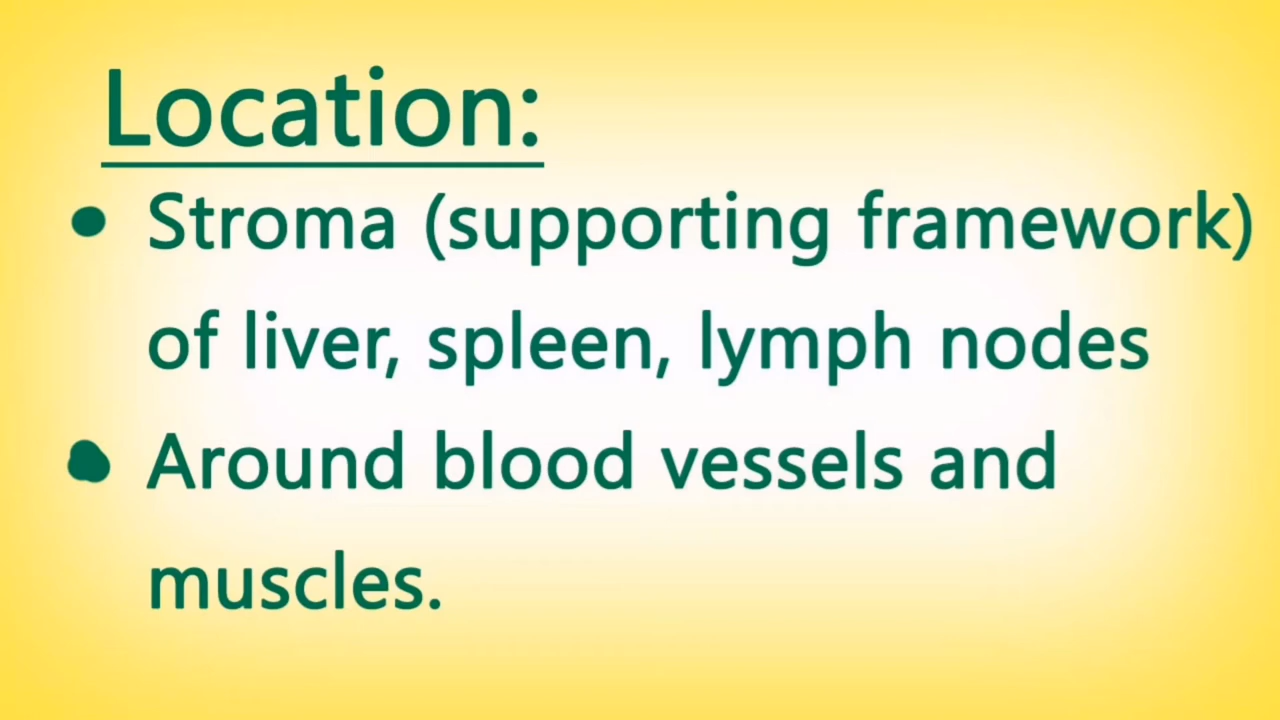 Location:
• Stroma (supporting framework)
of liver, spleen, lymph nodes
• Around blood vessels and
muscles.